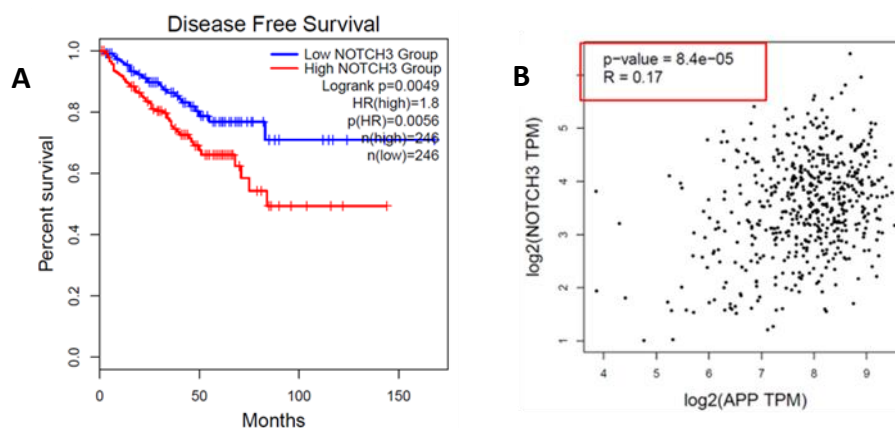 A
Disease Free Survival
Low NOTCH3 Group
High NOTCH3 Group
Logrank p=0.0049
HR(high)=1.8
p(HR)=0.0056
n(high)=246
n(low)=246
Percent survival
1.0
0.8
0.6
0.4
0.2
0.0
0
50
100
150
Months
B
p-value = 8.4e-05
R = 0.17
log2(NOTCH3 TPM)
5
4
3
2
1
4
5
6
7
8
9
log2(APP TPM)